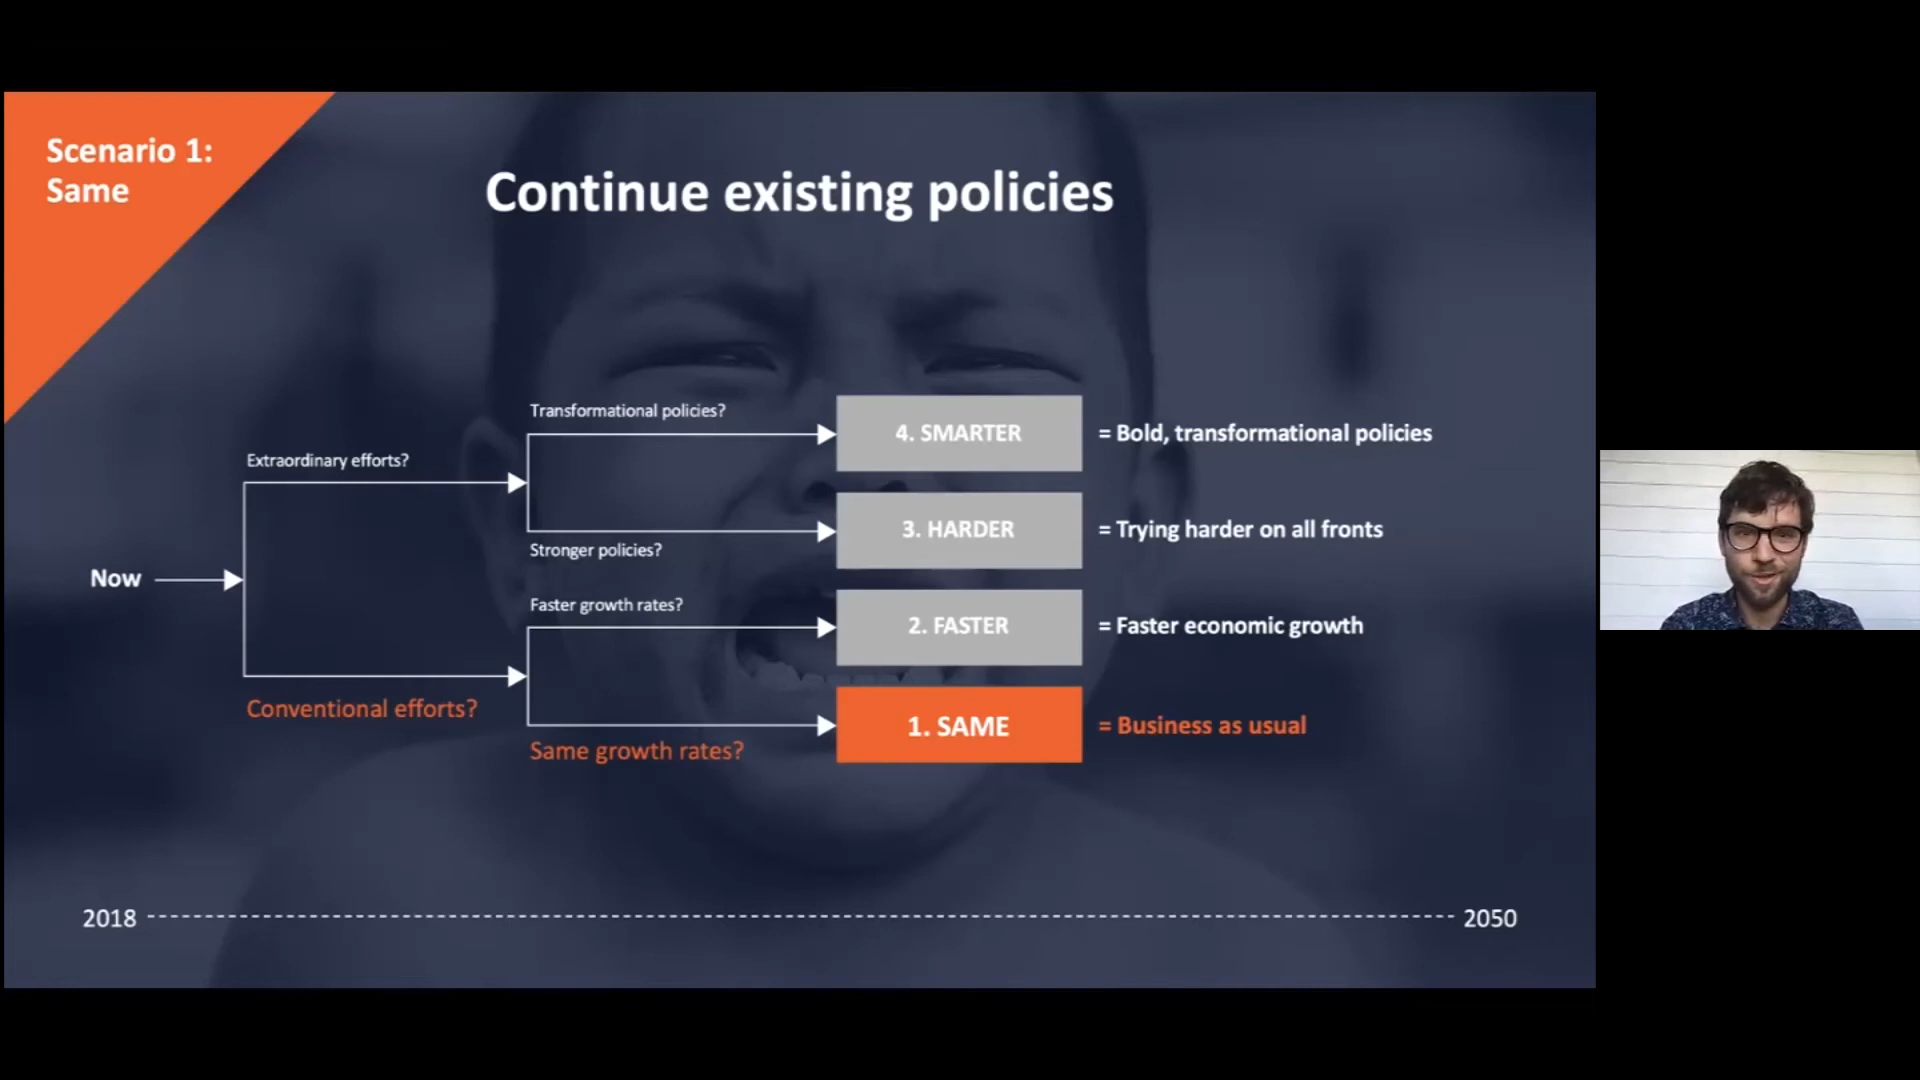 Scenario 1:
Same
Continue existing policies
Transformational policies?
4. SMARTER
= Bold, transformational policies
Extraordinary efforts?
3. HARDER
= Trying harder on all fronts
Stronger policies?
Now
Faster growth rates?
2. FASTER
= Faster economic growth
Conventional efforts?
1. SAME
= Business as usual
Same growth rates?
2018
2050